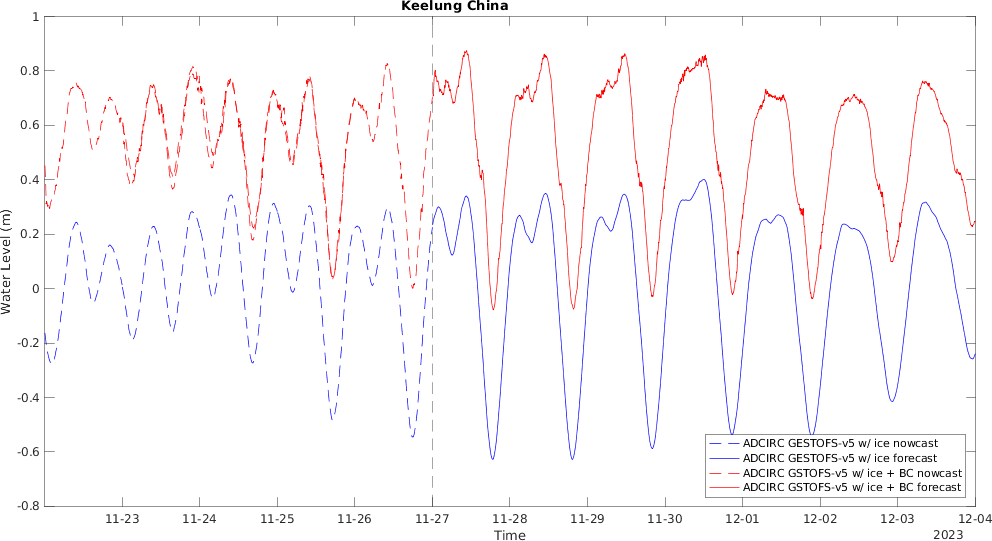 Keelung China
1
0.8
0.6
0.4
0.2
0
-0.2
-0.4
-0.6
-0.8
Water Level (m)
ADCIRC GESTOFS-v5 w/ ice nowcast
ADCIRC GESTOFS-v5 w/ ice forecast
ADCIRC GSTOFS-v5 w/ ice + BC nowcast
ADCIRC GSTOFS-v5 w/ ice + BC forecast
11-23 11-24 11-25 11-26 11-27 11-28 11-29 11-30 12-01 12-02 12-03 12-04
Time
2023